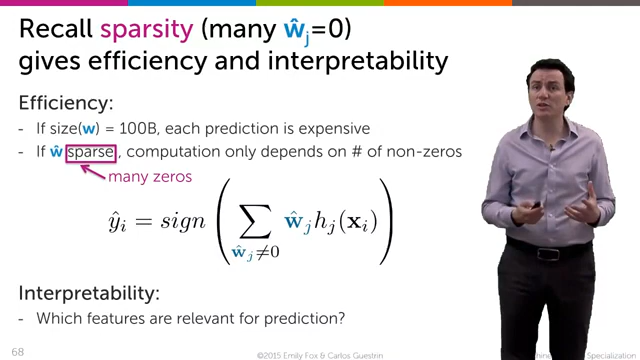 Recall sparsity (many ŵⱼ=0)
gives efficiency and interpretability
Efficiency:
- If size(w) = 100B, each prediction is expensive
- If ŵ sparse, computation only depends on # of non-zeros
many zeros
ŷᵢ = sign ( ∑ ŵⱼ hⱼ(xᵢ) )
ŵⱼ≠0
Interpretability:
- Which features are relevant for prediction?
68
©2015 Emily Fox & Carlos Guestrin
Specialization